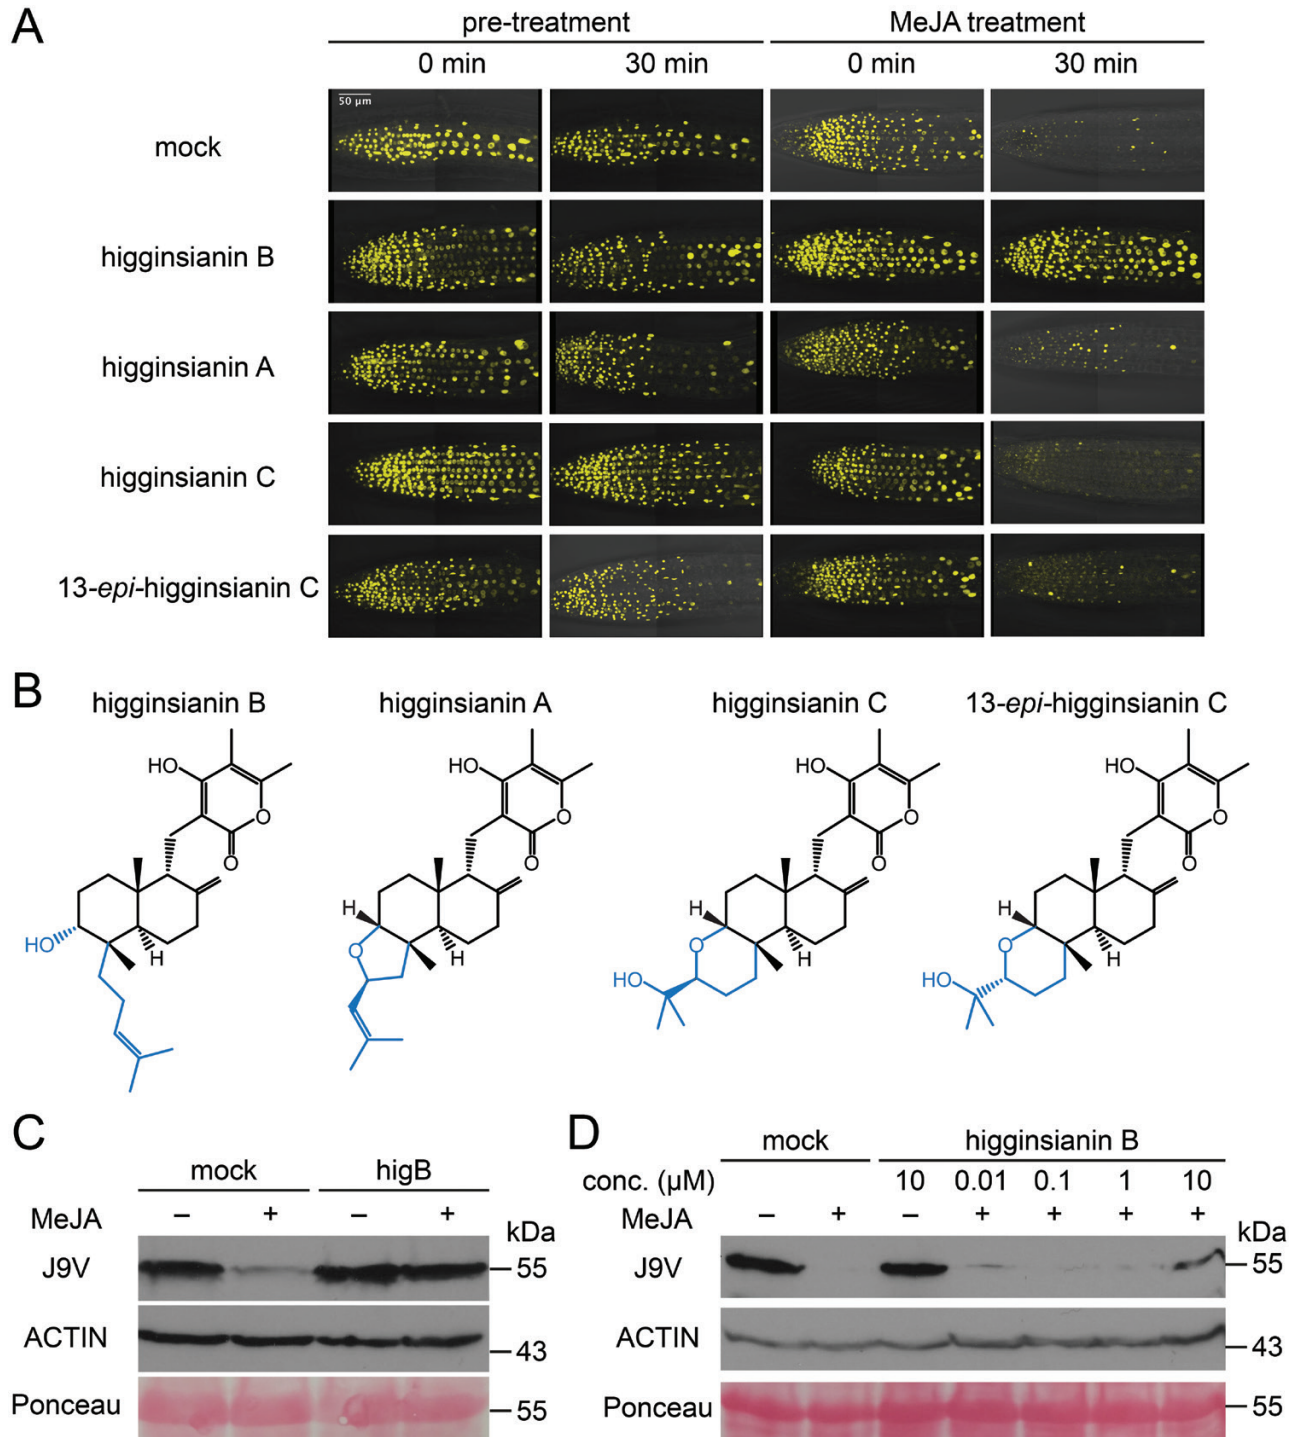 A
pre-treatment MeJA treatment
0 min 30 min 0 min 30 min
50 µm
mock
higginsianin B
higginsianin A
higginsianin C
13-epi-higginsianin C
B
higginsianin B higginsianin A higginsianin C 13-epi-higginsianin C
HO HO HO HO
O O O O
O O O O
H H H
HO O O O
H H H H
HO HO
C
mock higB
MeJA – + – + kDa
J9V 55
ACTIN 43
Ponceau 55
D
mock higginsianin B
conc. (µM) 10 0.01 0.1 1 10
MeJA – + – + + + + kDa
J9V 55
ACTIN 43
Ponceau 55